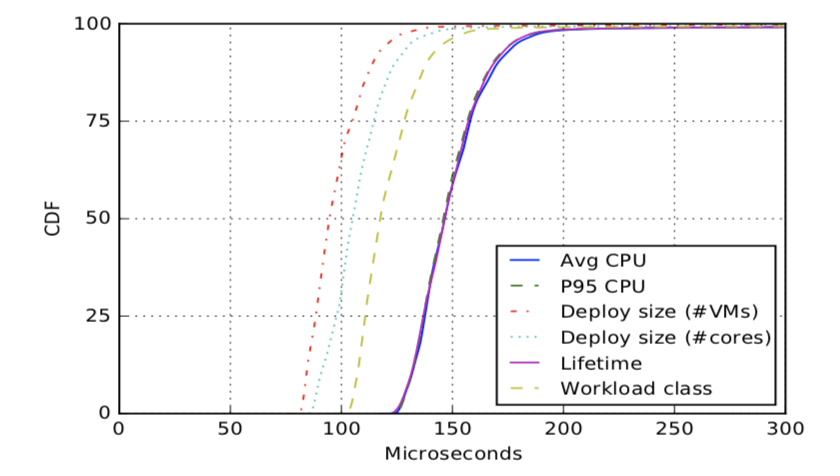 100
75
50
25
0
CDF
Avg CPU
P95 CPU
Deploy size (#VMs)
Deploy size (#cores)
Lifetime
Workload class
0 50 100 150 200 250 300
Microseconds